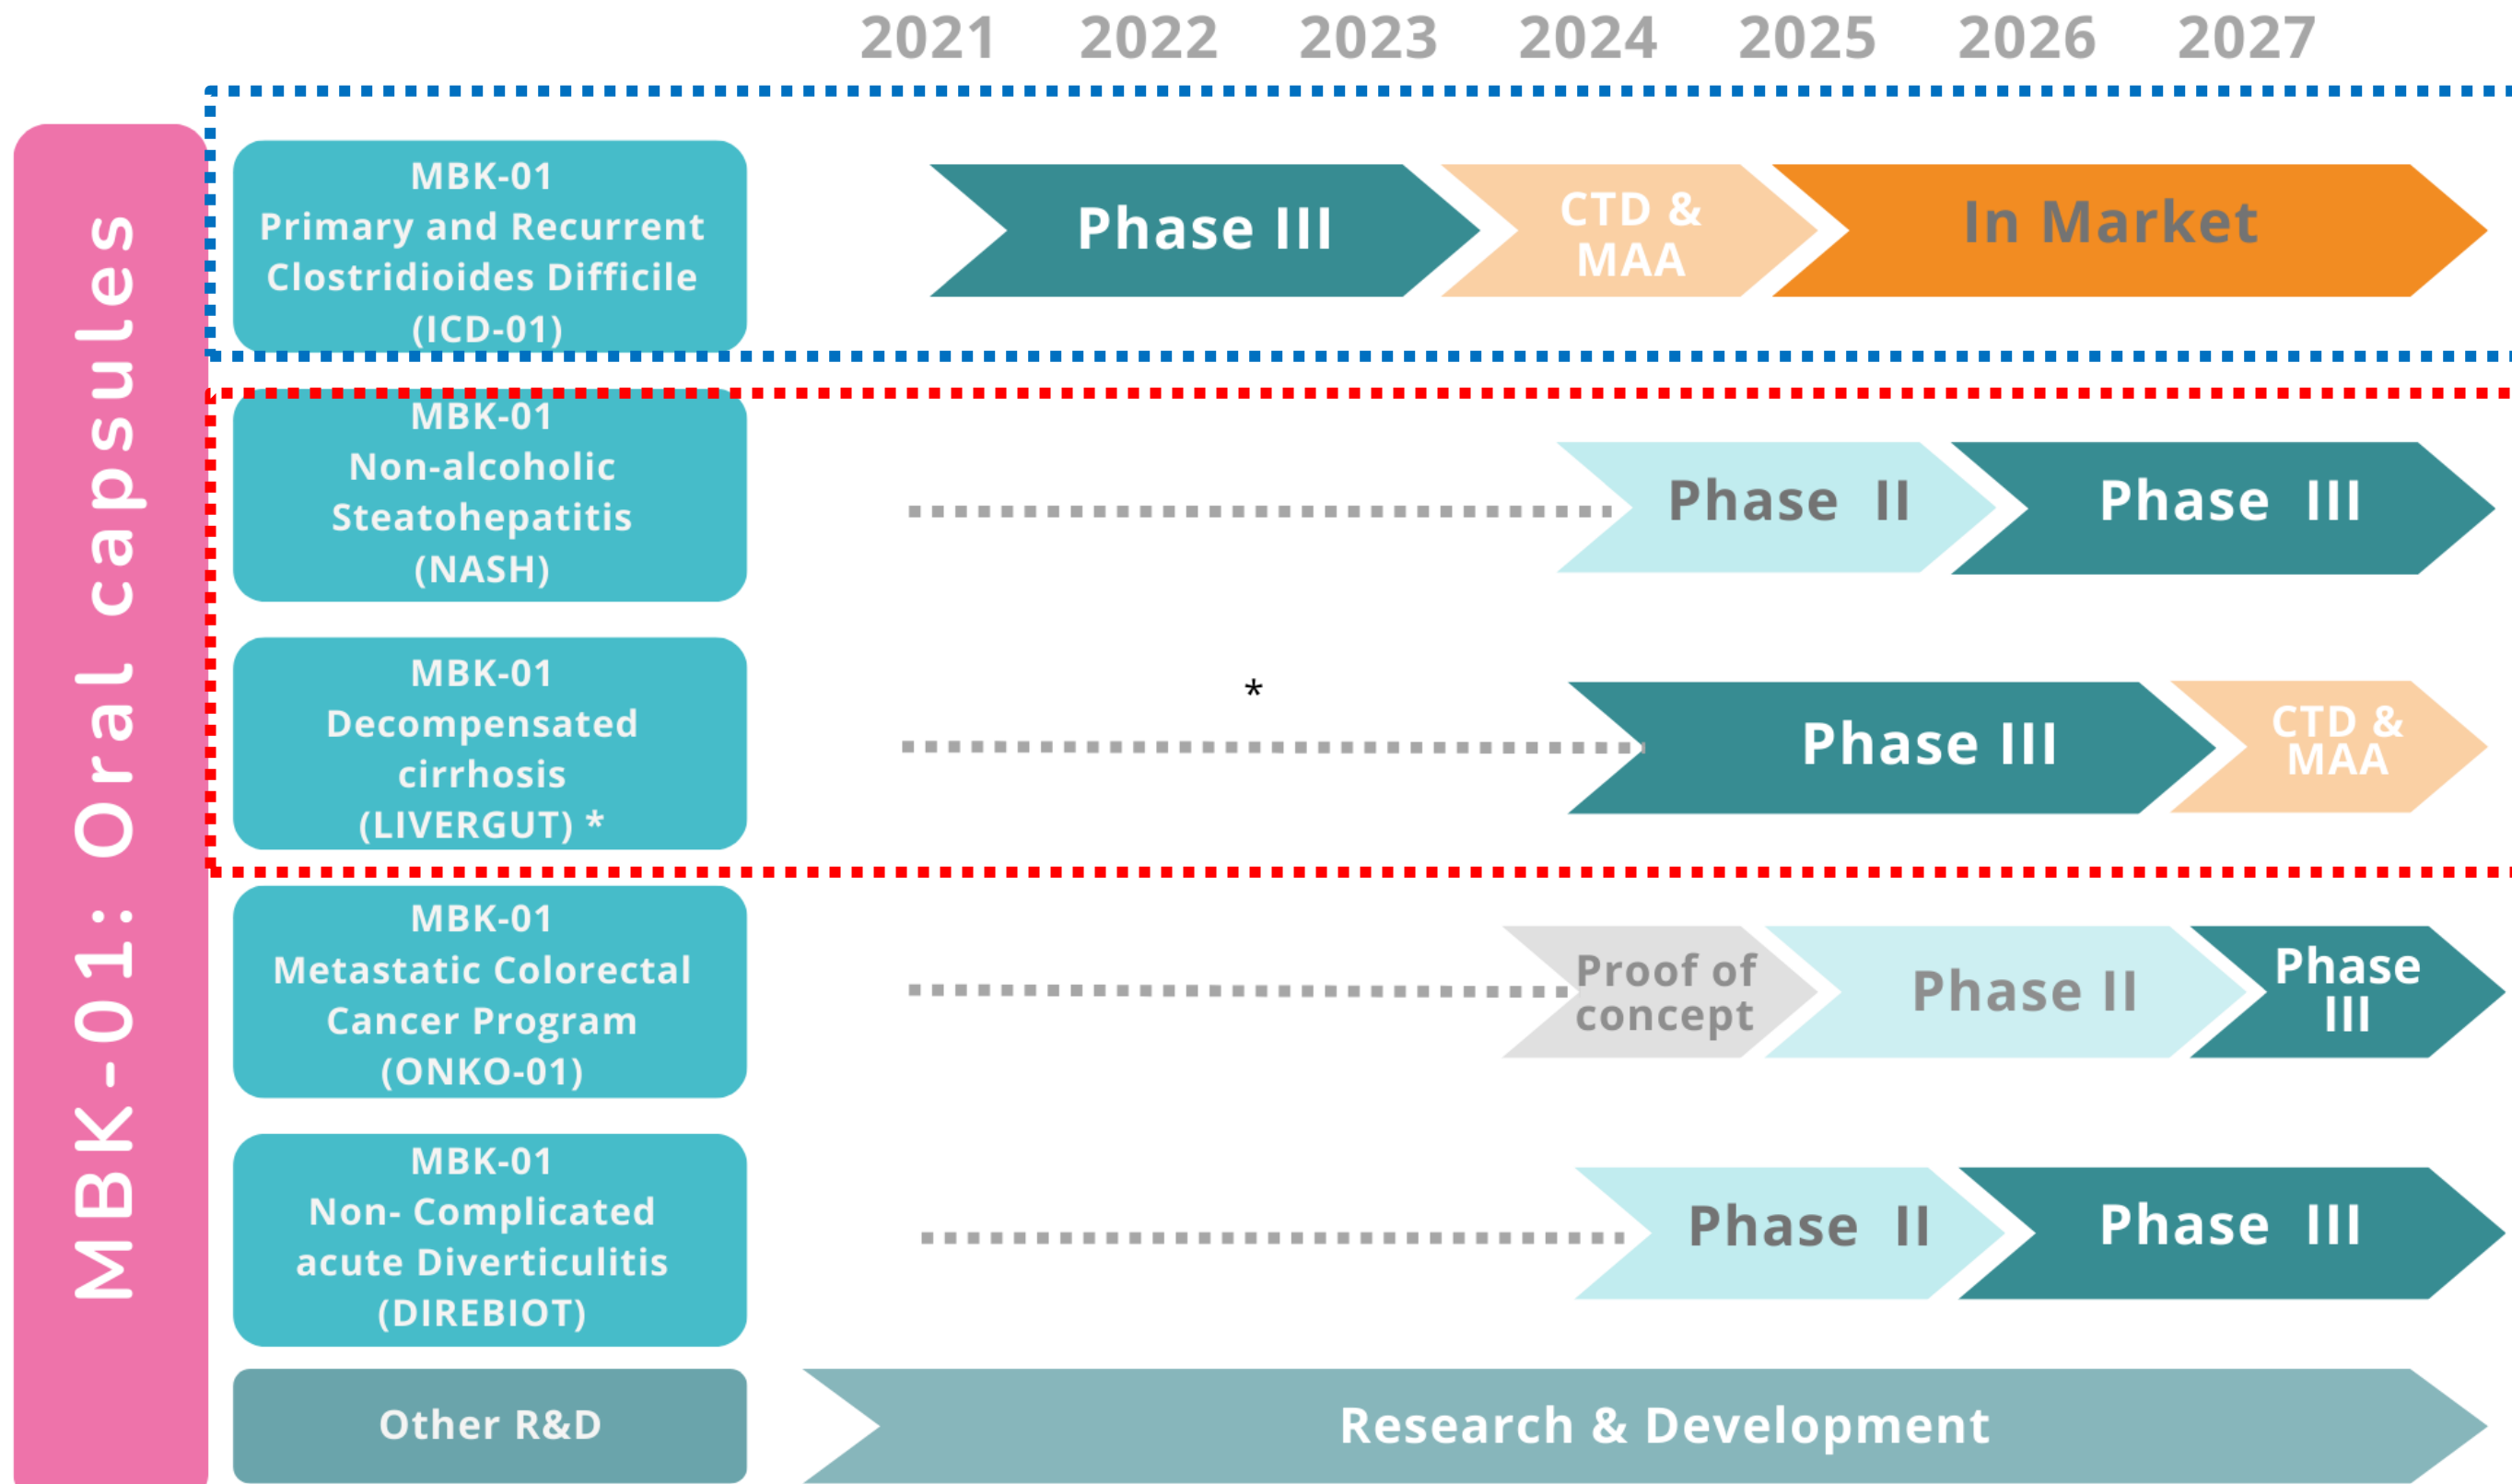 2021 2022 2023 2024 2025 2026 2027
MBK-01: Oral capsules
MBK-01
Primary and Recurrent
Clostridioides Difficile
(ICD-01)
Phase III
CTD &
MAA
In Market
MBK-01
Non-alcoholic
Steatohepatitis
(NASH)
Phase II
Phase III
MBK-01
Decompensated
cirrhosis
(LIVERGUT) *
*
Phase III
CTD &
MAA
MBK-01
Metastatic Colorectal
Cancer Program
(ONKO-01)
Proof of
concept
Phase II
Phase
III
MBK-01
Non- Complicated
acute Diverticulitis
(DIREBIOT)
Phase II
Phase III
Other R&D
Research & Development